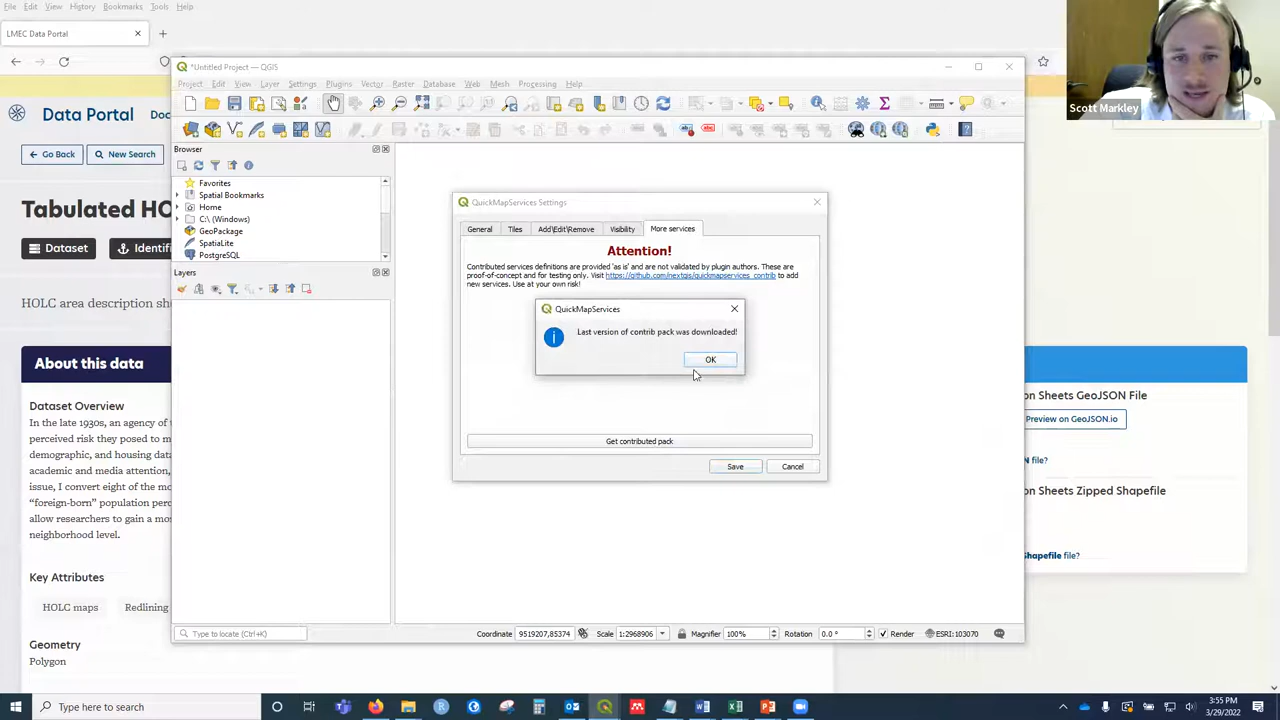 File Edit View History Bookmarks Tools Help
LMEC Data Portal
Scott Markley
Data Portal
Doc
Go Back
New Search
Tabulated HO
Dataset
Identifi
HOLC area description sh
About this data
Dataset Overview
In the late 1930s, an agency of
perceived risk they posed to m
demographic, and housing dat
academic and media attention,
issue, I convert eight of the mo
"foreign-born" population perc
allow researchers to gain a mor
neighborhood level.
Key Attributes
HOLC maps
Redlining
Geometry
Polygon
*Untitled Project — QGIS
Project Edit View Layer Settings Plugins Vector Raster Database Web Mesh Processing Help
Browser
Favorites
Spatial Bookmarks
Home
C:\ (Windows)
GeoPackage
SpatiaLite
PostgreSQL
Layers
QuickMapServices Settings
General Tiles Add\Edit\Remove Visibility More services
Attention!
Contributed services definitions are provided 'as is' and are not validated by plugin authors. These are
proof-of-concept and for testing only. Visit https://github.com/nextgis/quickmapservices_contrib to add
new services. Use at your own risk!
QuickMapServices
Last version of contrib pack was downloaded!
OK
Get contributed pack
Save
Cancel
on Sheets GeoJSON File
Preview on GeoJSON.io
N file?
on Sheets Zipped Shapefile
Shapefile file?
Type to locate (Ctrl+K)
Coordinate 9519207,85374 Scale 1:2968906 Magnifier 100% Rotation 0.0 ° Render ESRI:103070
Type here to search
3:55 PM
3/29/2022